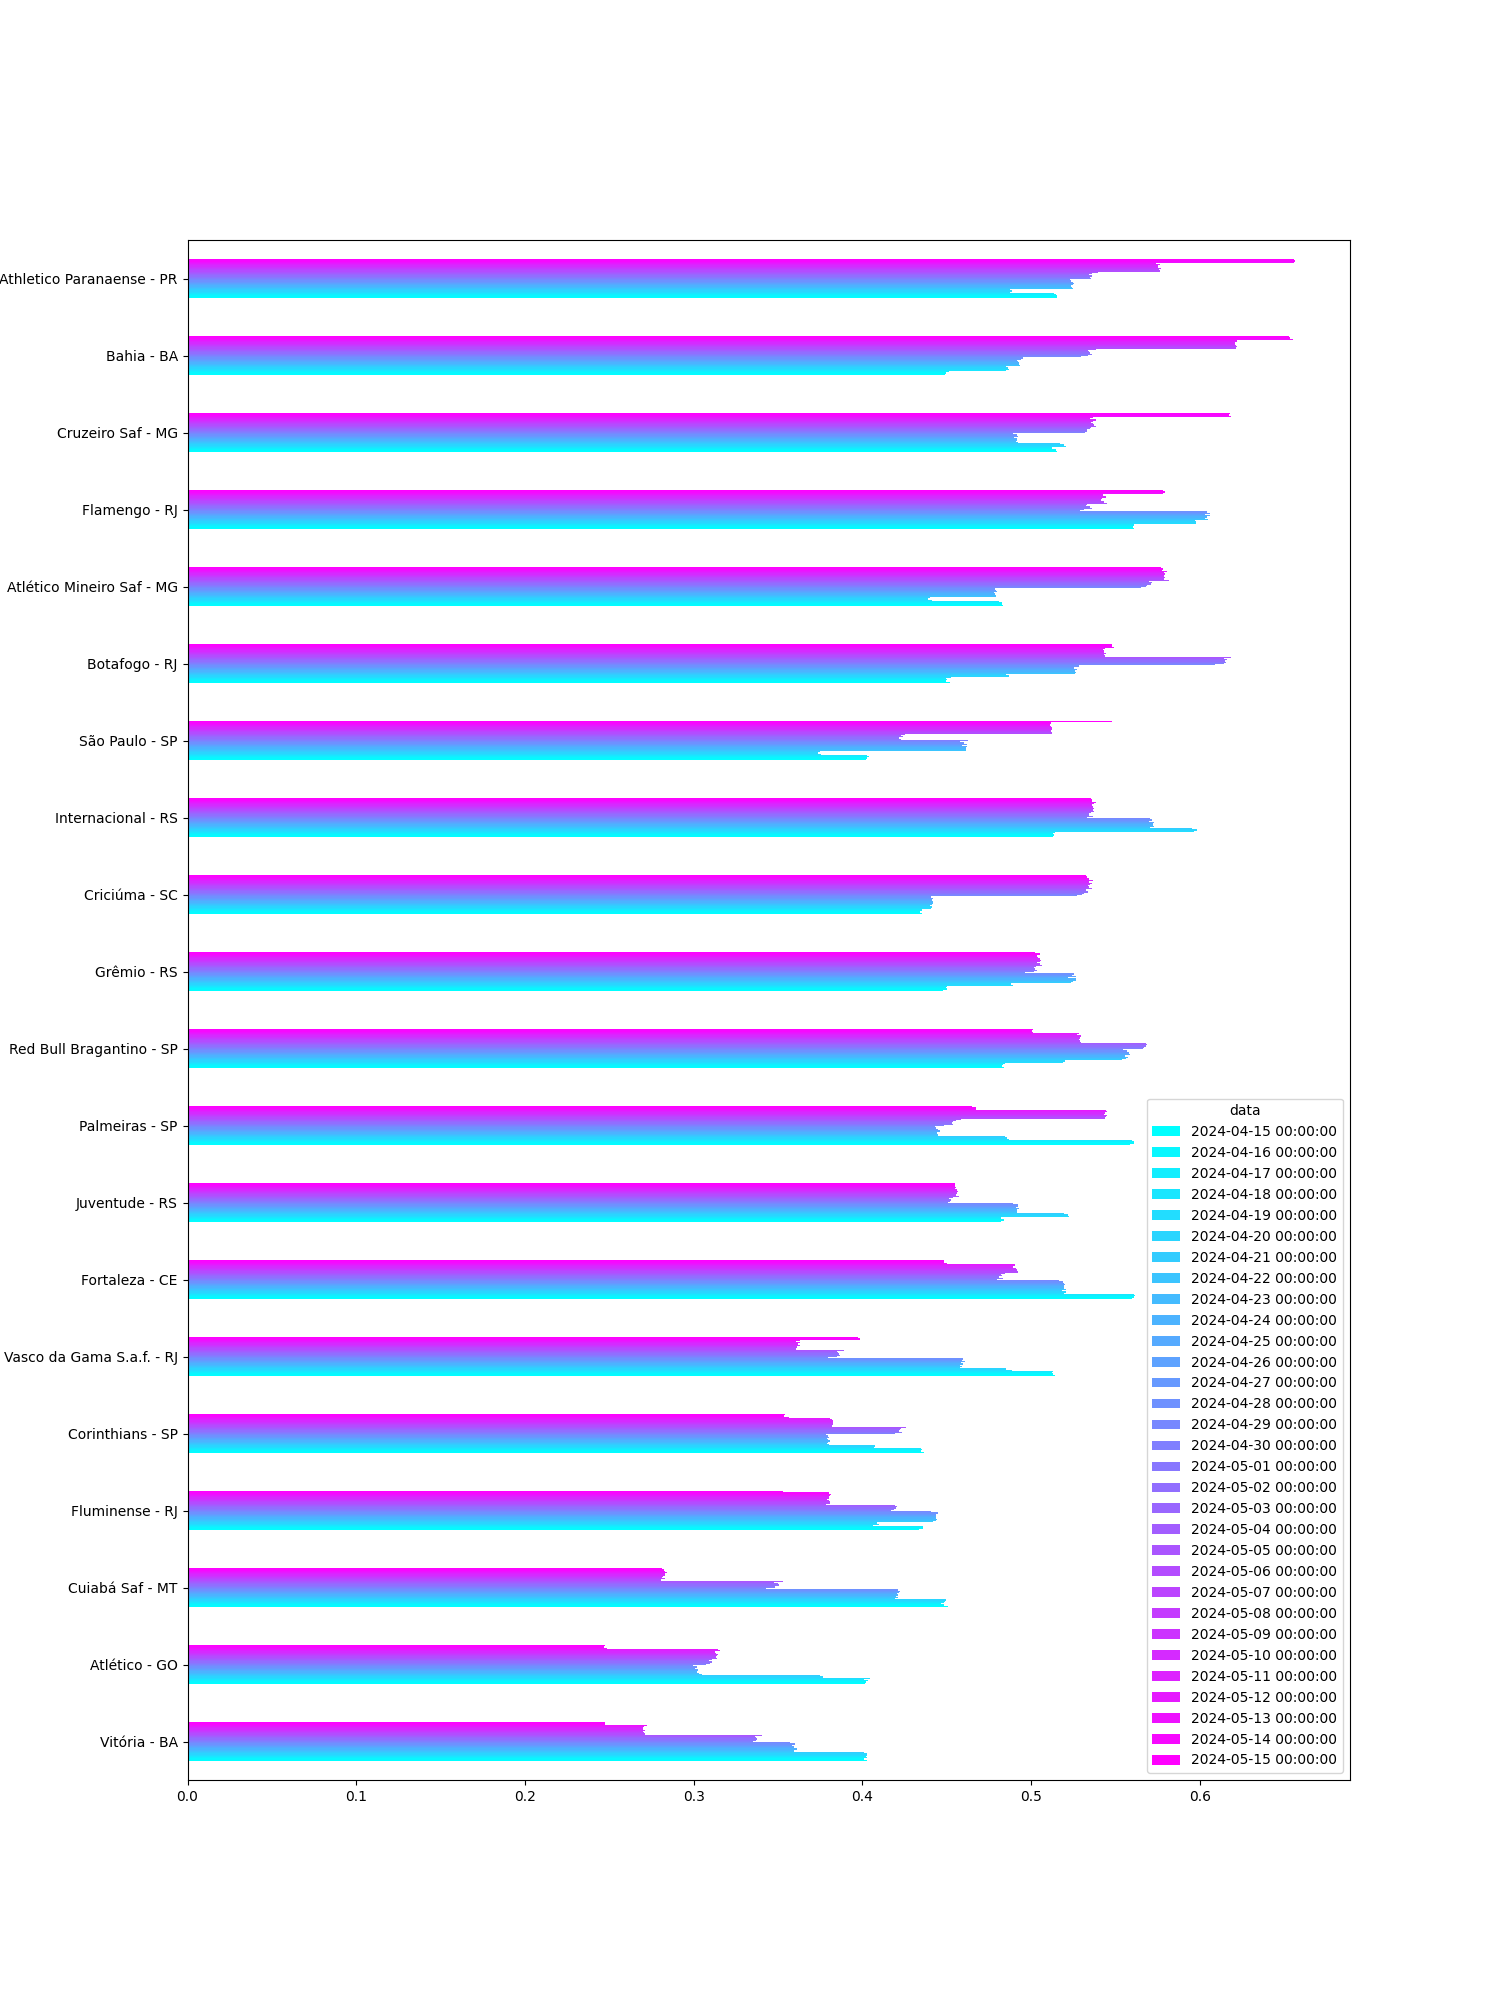 Athletico Paranaense - PR
Bahia - BA
Cruzeiro Saf - MG
Flamengo - RJ
Atlético Mineiro Saf - MG
Botafogo - RJ
São Paulo - SP
Internacional - RS
Criciúma - SC
Grêmio - RS
Red Bull Bragantino - SP
Palmeiras - SP
Juventude - RS
Fortaleza - CE
Vasco da Gama S.a.f. - RJ
Corinthians - SP
Fluminense - RJ
Cuiabá Saf - MT
Atlético - GO
Vitória - BA
data
2024-04-15 00:00:00
2024-04-16 00:00:00
2024-04-17 00:00:00
2024-04-18 00:00:00
2024-04-19 00:00:00
2024-04-20 00:00:00
2024-04-21 00:00:00
2024-04-22 00:00:00
2024-04-23 00:00:00
2024-04-24 00:00:00
2024-04-25 00:00:00
2024-04-26 00:00:00
2024-04-27 00:00:00
2024-04-28 00:00:00
2024-04-29 00:00:00
2024-04-30 00:00:00
2024-05-01 00:00:00
2024-05-02 00:00:00
2024-05-03 00:00:00
2024-05-04 00:00:00
2024-05-05 00:00:00
2024-05-06 00:00:00
2024-05-07 00:00:00
2024-05-08 00:00:00
2024-05-09 00:00:00
2024-05-10 00:00:00
2024-05-11 00:00:00
2024-05-12 00:00:00
2024-05-13 00:00:00
2024-05-14 00:00:00
2024-05-15 00:00:00
0.0 0.1 0.2 0.3 0.4 0.5 0.6